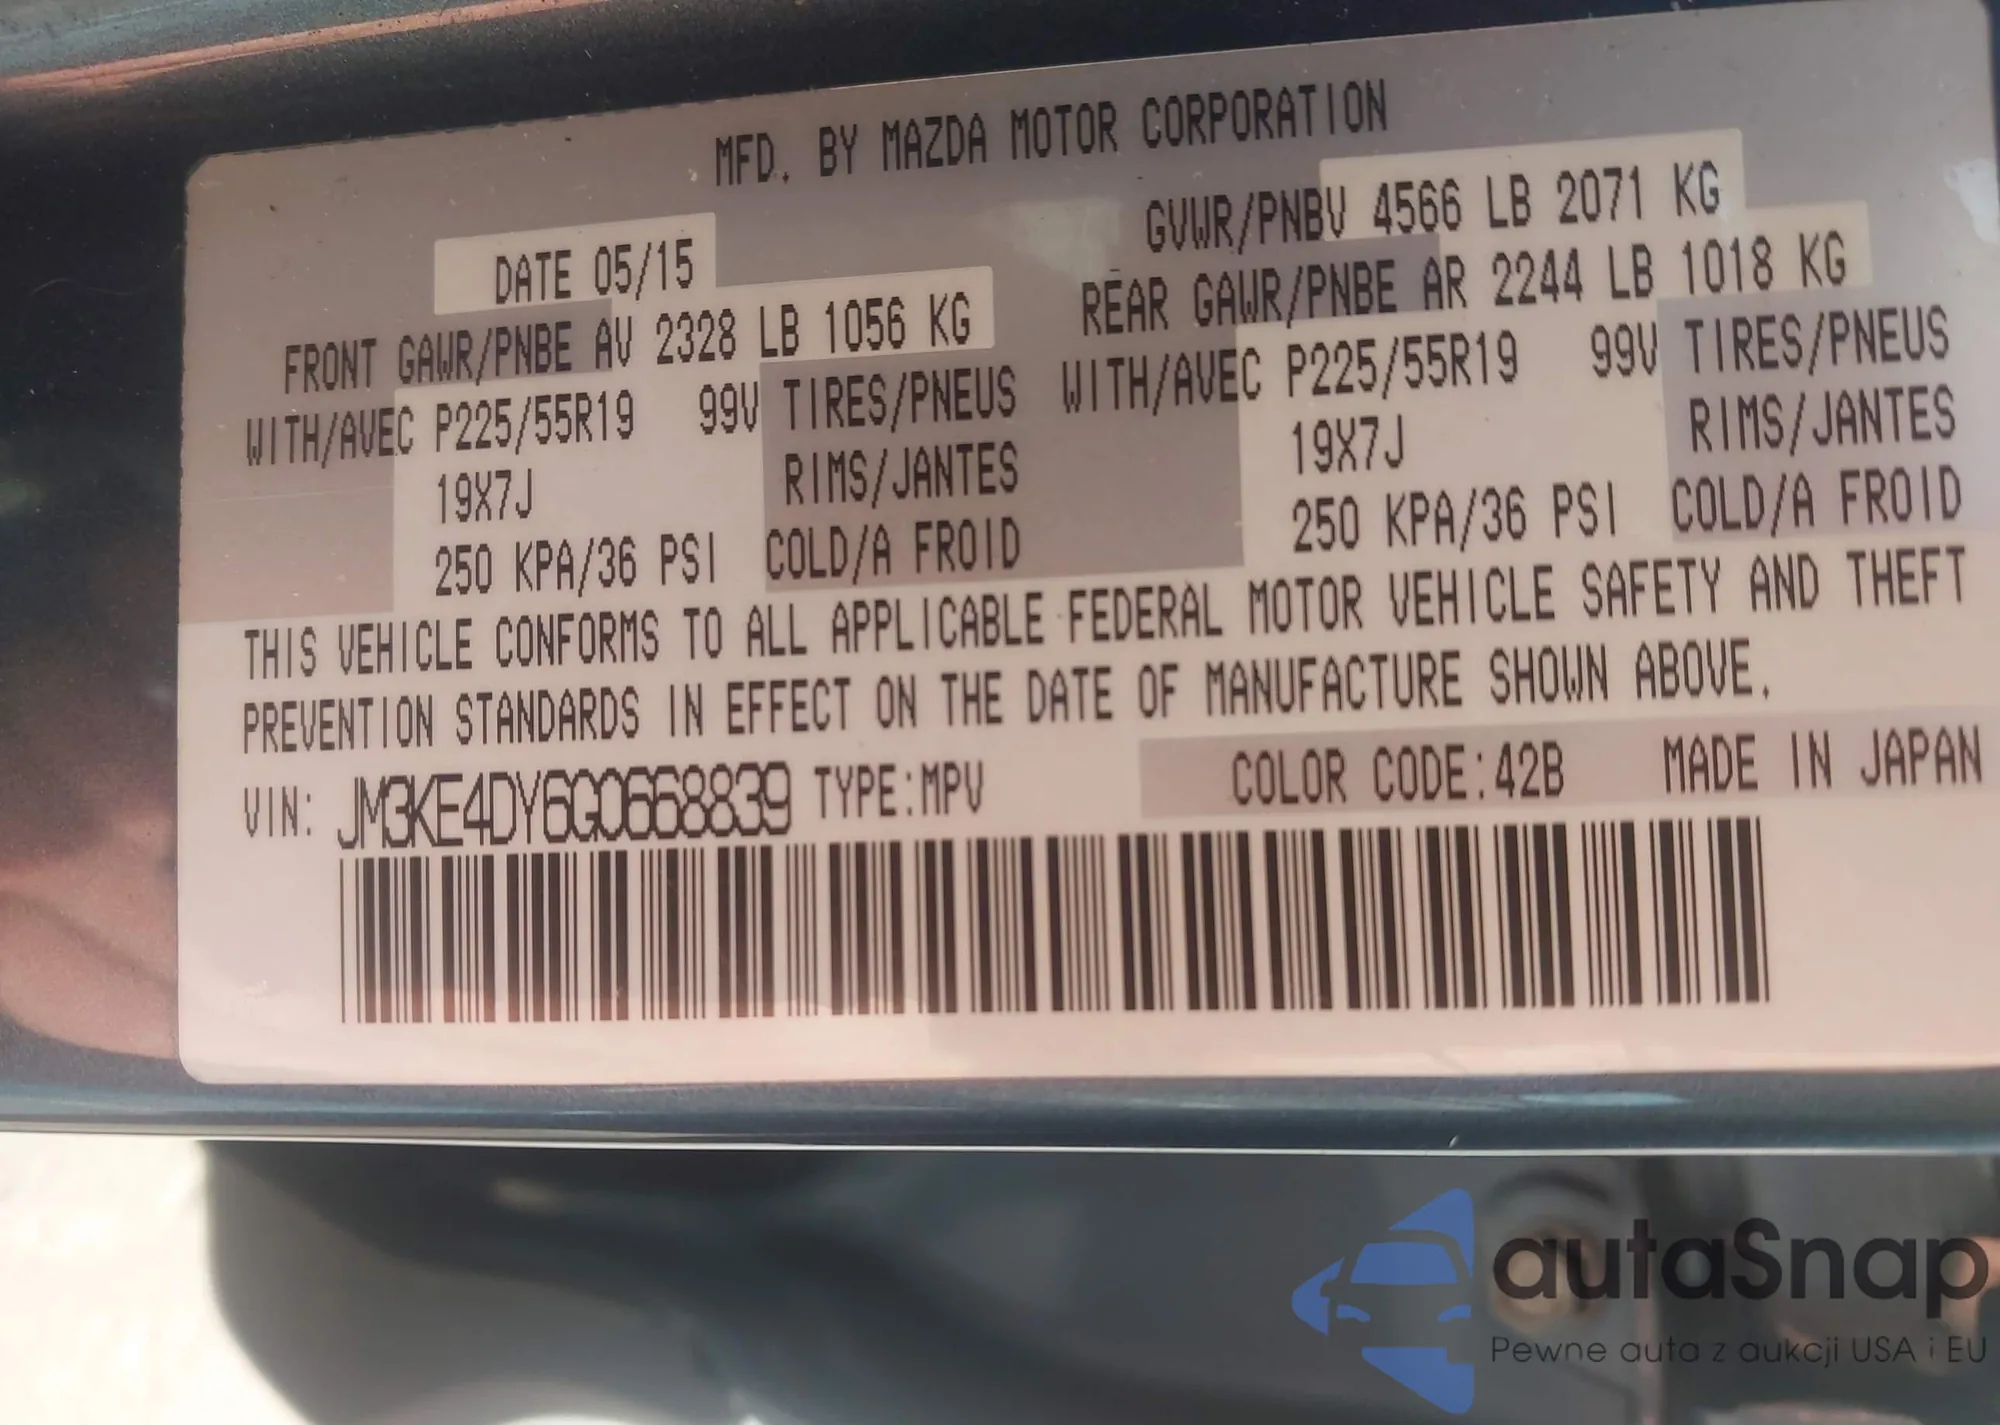 MFD. BY MAZDA MOTOR CORPORATION
DATE 05/15 GVWR/PNBV 4566 LB 2071 KG
FRONT GAWR/PNBE AV 2328 LB 1056 KG REAR GAWR/PNBE AR 2244 LB 1018 KG
WITH/AVEC P225/55R19 99V TIRES/PNEUS WITH/AVEC P225/55R19 99V TIRES/PNEUS
19X7J RIMS/JANTES 19X7J RIMS/JANTES
250 KPA/36 PSI COLD/A FROID 250 KPA/36 PSI COLD/A FROID
THIS VEHICLE CONFORMS TO ALL APPLICABLE FEDERAL MOTOR VEHICLE SAFETY AND THEFT
PREVENTION STANDARDS IN EFFECT ON THE DATE OF MANUFACTURE SHOWN ABOVE.
VIN: JM3KE4DY6G0668839 TYPE:MPV COLOR CODE:42B MADE IN JAPAN
autaSnap
Pewne auta z aukcji USA i EU